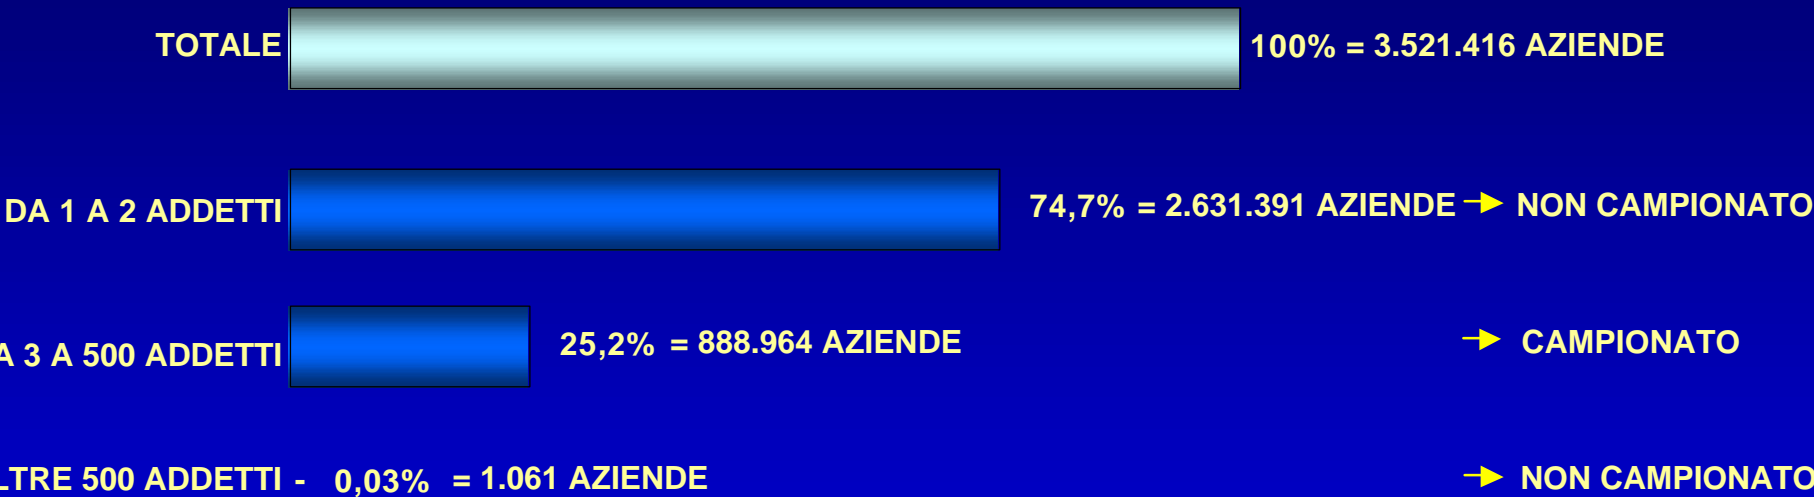 TOTALE 100% = 3.521.416 AZIENDE
DA 1 A 2 ADDETTI 74,7% = 2.631.391 AZIENDE → NON CAMPIONATO
A 3 A 500 ADDETTI 25,2% = 888.964 AZIENDE → CAMPIONATO
LTRE 500 ADDETTI - 0,03% = 1.061 AZIENDE → NON CAMPIONATO